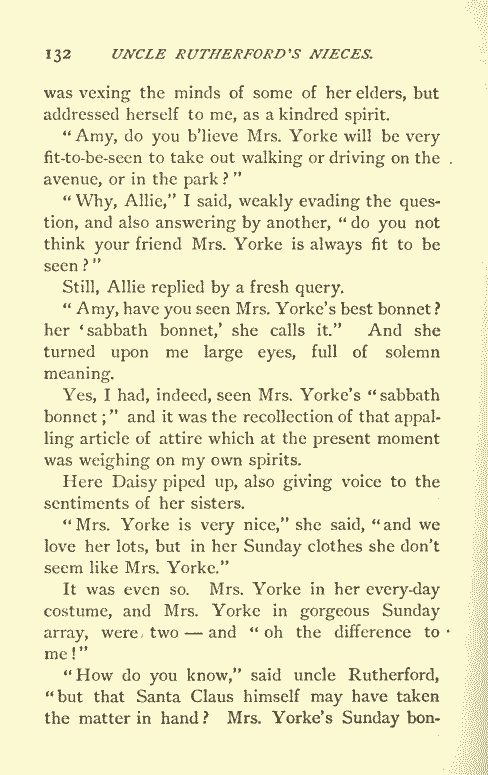 132 UNCLE RUTHERFORD'S NIECES.
was vexing the minds of some of her elders, but
addressed herself to me, as a kindred spirit.
"Amy, do you b'lieve Mrs. Yorke will be very
fit-to-be-seen to take out walking or driving on the
avenue, or in the park?"
"Why, Allie," I said, weakly evading the ques-
tion, and also answering by another, "do you not
think your friend Mrs. Yorke is always fit to be
seen?"
Still, Allie replied by a fresh query.
"Amy, have you seen Mrs. Yorke's best bonnet?
her 'sabbath bonnet,' she calls it." And she
turned upon me large eyes, full of solemn
meaning.
Yes, I had, indeed, seen Mrs. Yorke's "sabbath
bonnet;" and it was the recollection of that appal-
ling article of attire which at the present moment
was weighing on my own spirits.
Here Daisy piped up, also giving voice to the
sentiments of her sisters.
"Mrs. Yorke is very nice," she said, "and we
love her lots, but in her Sunday clothes she don't
seem like Mrs. Yorke."
It was even so. Mrs. Yorke in her every-day
costume, and Mrs. Yorke in gorgeous Sunday
array, were two — and "oh the difference to
me!"
"How do you know," said uncle Rutherford,
"but that Santa Claus himself may have taken
the matter in hand? Mrs. Yorke's Sunday bon-